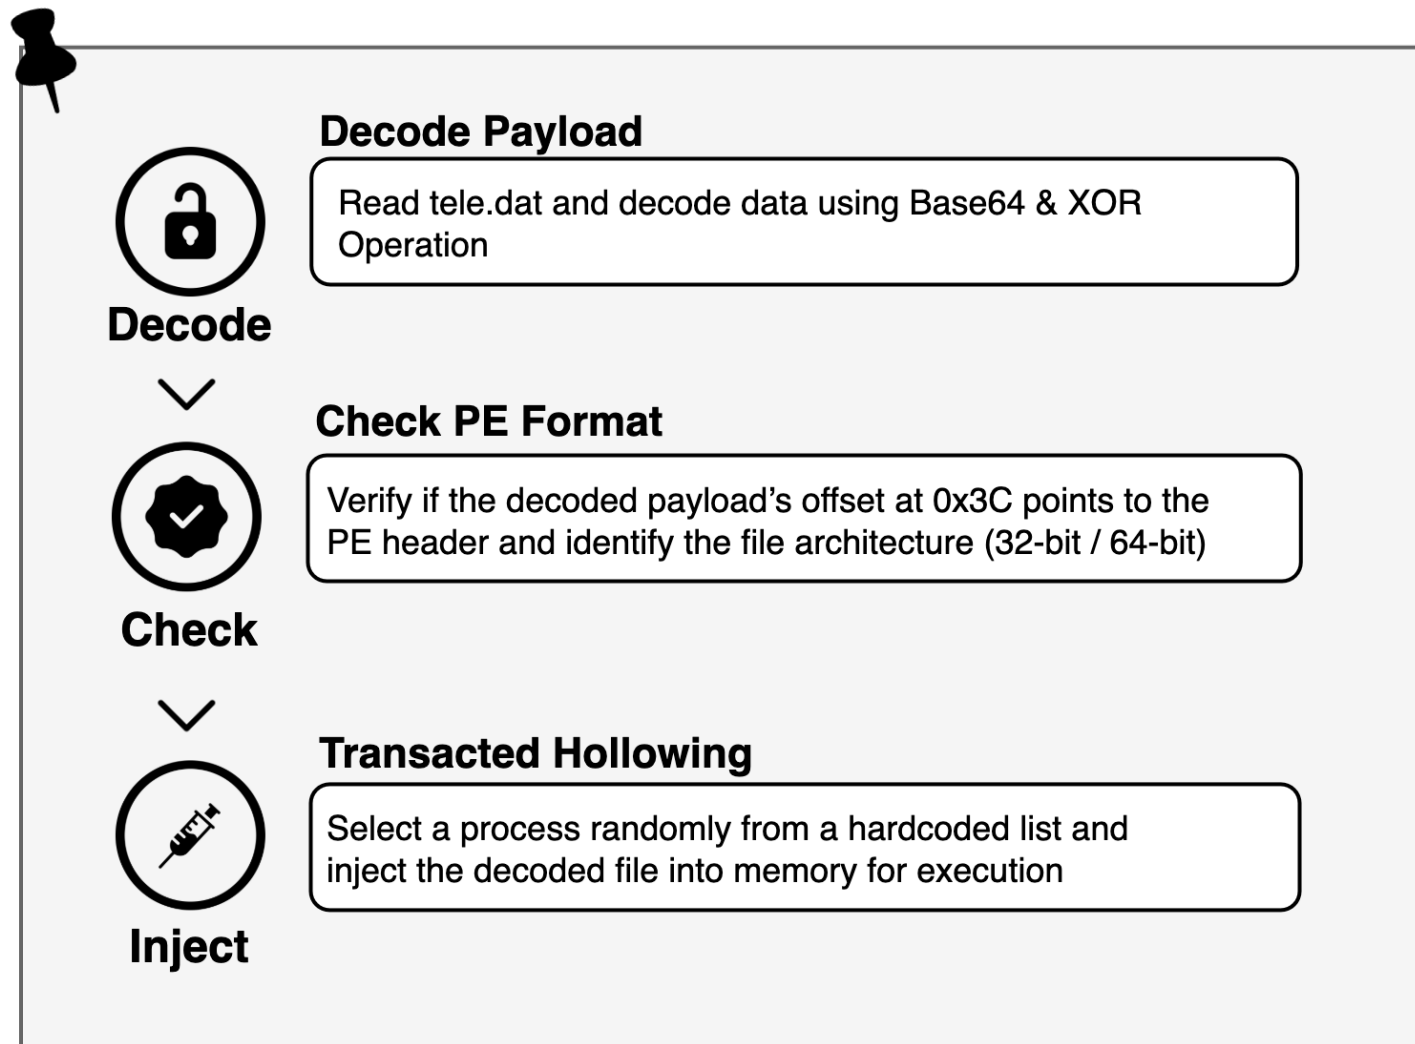 Decode Payload
Read tele.dat and decode data using Base64 & XOR
Operation
Decode
Check PE Format
Verify if the decoded payload’s offset at 0x3C points to the
PE header and identify the file architecture (32-bit / 64-bit)
Check
Transacted Hollowing
Select a process randomly from a hardcoded list and
inject the decoded file into memory for execution
Inject